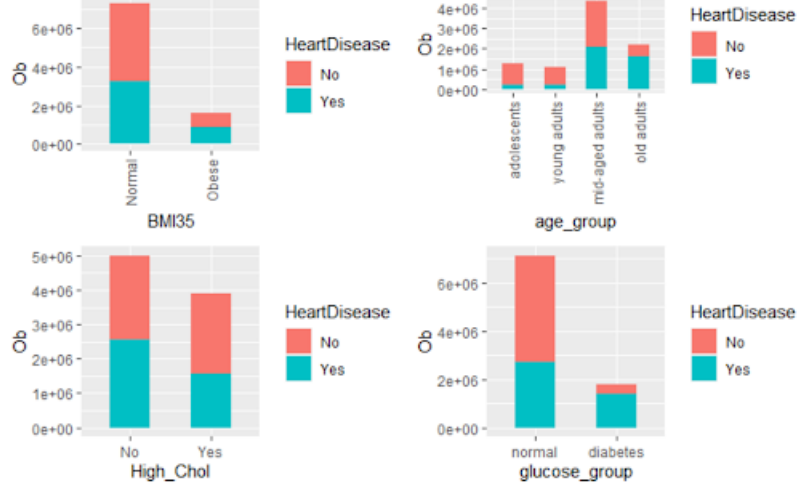 Ob
6e+06
4e+06
2e+06
0e+00
Normal
Obese
BMI35
HeartDisease
No
Yes
Ob
4e+06
3e+06
2e+06
1e+06
0e+00
adolescents
young adults
mid-aged adults
old adults
age_group
HeartDisease
No
Yes
Ob
5e+06
4e+06
3e+06
2e+06
1e+06
0e+00
No
Yes
High_Chol
HeartDisease
No
Yes
Ob
6e+06
4e+06
2e+06
0e+00
normal
diabetes
glucose_group
HeartDisease
No
Yes